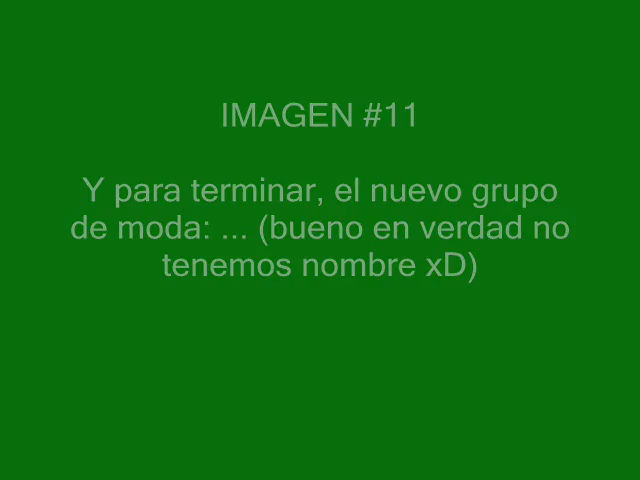 IMAGEN #11
Y para terminar, el nuevo grupo
de moda: ... (bueno en verdad no
tenemos nombre xD)